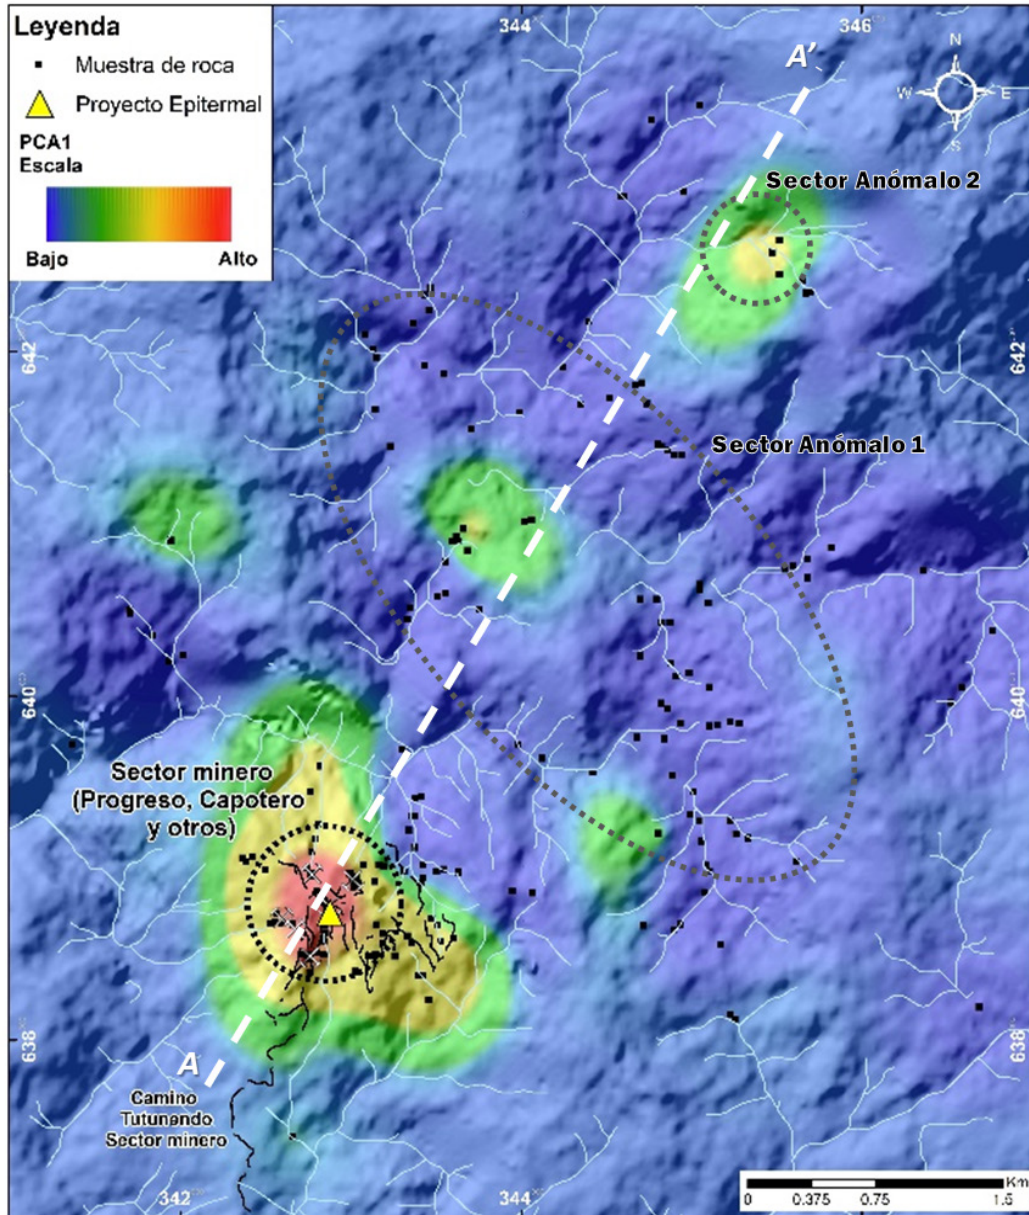 Leyenda
Muestra de roca
Proyecto Epitermal
PCA1
Escala
Bajo Alto
344 346
A'
N
W E
S
Sector Anómalo 2
642 642
Sector Anómalo 1
640 640
Sector minero
(Progreso, Capotero
y otros)
638 638
A
Camino
Tutunendo
Sector minero
342 344
Km
0 0.375 0.75 1.5